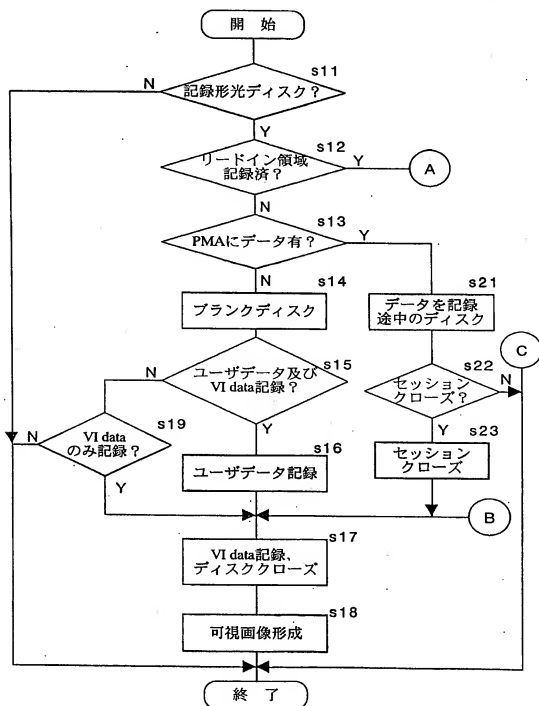 開 始
s11
N
記録形光ディスク？
Y
s12
リードイン領域
記録済？
Y
A
N
s13
PMAにデータ有？
Y
N
s14
ブランクディスク
s21
データを記録
途中のディスク
C
s15
N
ユーザデータ及び
VI data記録？
s22
セッション
クローズ？
N
s19
N
VI data
のみ記録？
Y
Y
s16
ユーザデータ記録
Y
s23
セッション
クローズ
B
s17
VI data記録、
ディスククローズ
s18
可視画像形成
終 了